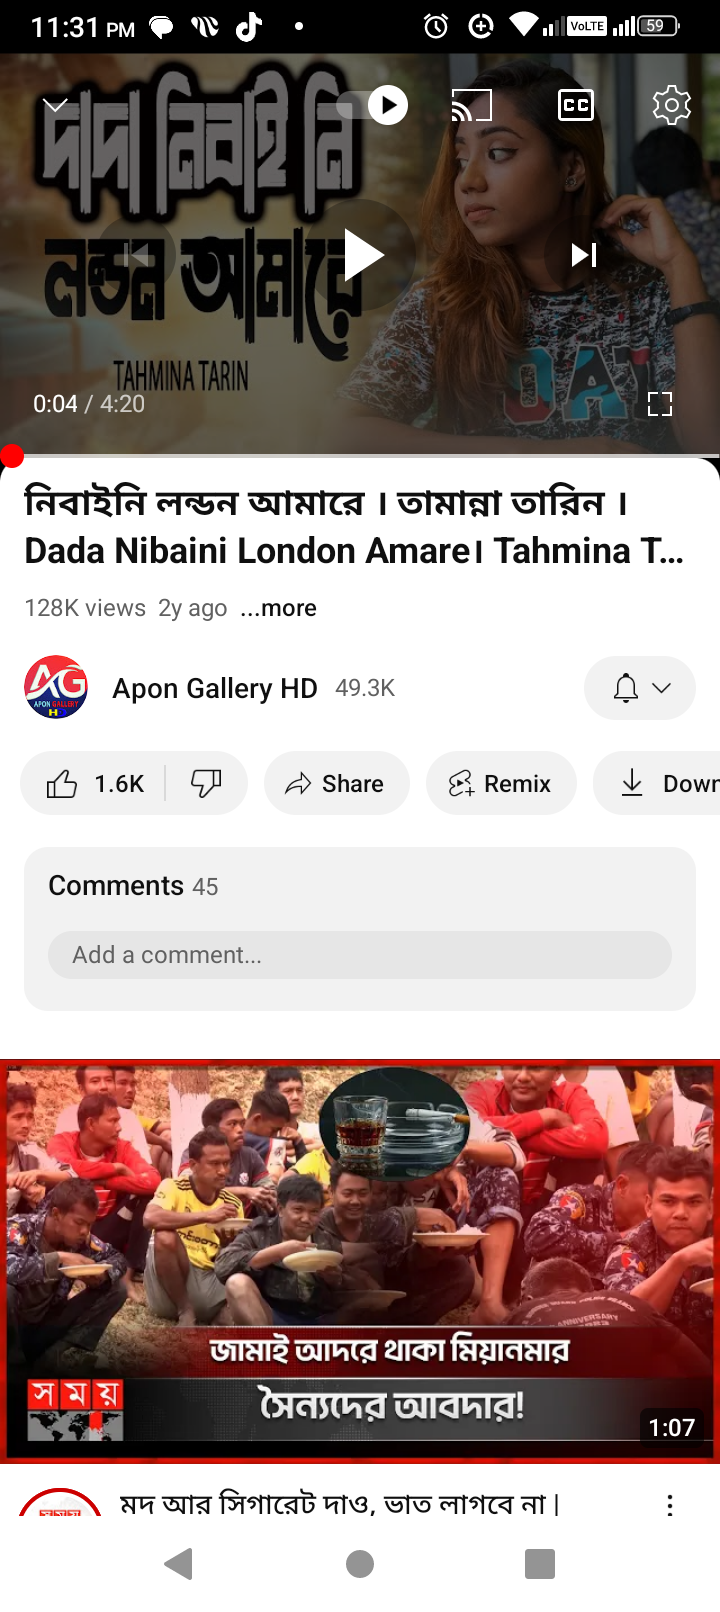 11:31 PM
VoLTE
59
দাদা নিবাই নি
CC
লন্ডন আমারে
TAHMINA TARIN
0:04 / 4:20
নিবাইনি লন্ডন আমারে । তামান্না তারিন ।
Dada Nibaini London Amare। Tahmina T...
128K views 2y ago ...more
AG
APON GALLERY
HD
Apon Gallery HD 49.3K
1.6K
Share
Remix
Down
Comments 45
Add a comment...
ANNIVERSARY
জামাই আদরে থাকা মিয়ানমার
সময়
সৈন্যদের আবদার!
1:07
মদ আর সিগারেট দাও, ভাত লাগবে না |